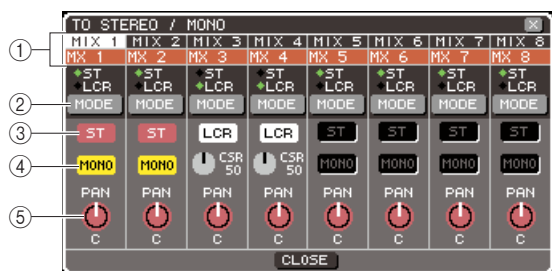 TO STEREO / MONO
MIX 1 MIX 2 MIX 3 MIX 4 MIX 5 MIX 6 MIX 7 MIX 8
① MX 1 MX 2 MX 3 MX 4 MX 5 MX 6 MX 7 MX 8
ST ST ST ST ST ST ST ST
LCR LCR LCR LCR LCR LCR LCR LCR
② MODE MODE MODE MODE MODE MODE MODE MODE
③ ST ST LCR LCR ST ST ST ST
④ MONO MONO CSR 50 CSR 50 MONO MONO MONO MONO
PAN PAN PAN PAN PAN PAN PAN PAN
⑤
C C C C C C C C
CLOSE